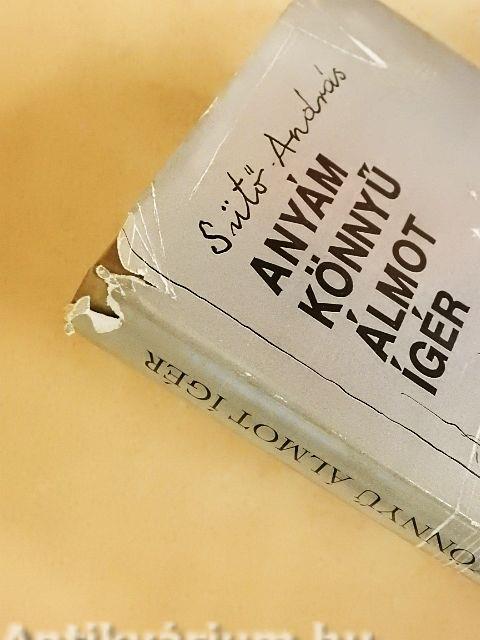 Sütő András
ANYÁM
KÖNNYŰ
ÁLMOT
ÍGÉR
ÖNNYŰ ÁLMOT ÍGÉR
Antikvárium.hu